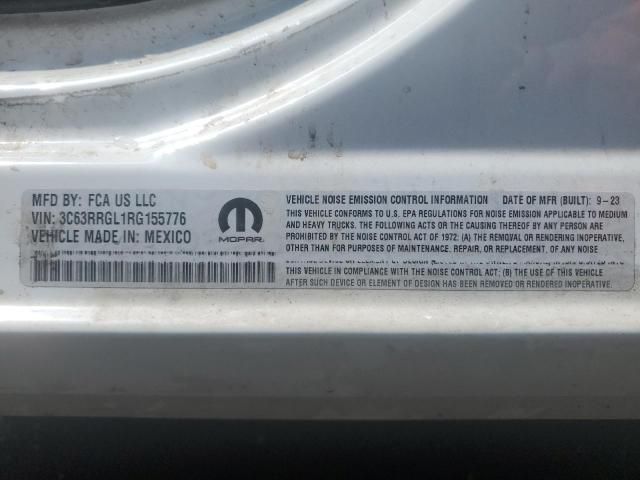 MFD BY: FCA US LLC
VIN: 3C63RRGL1RG155776
VEHICLE MADE IN: MEXICO
MOPAR
VEHICLE NOISE EMISSION CONTROL INFORMATION DATE OF MFR (BUILT): 9-23
THIS VEHICLE CONFORMS TO U.S. EPA REGULATIONS FOR NOISE EMISSION APPLICABLE TO MEDIUM
AND HEAVY TRUCKS. THE FOLLOWING ACTS OR THE CAUSING THEREOF BY ANY PERSON ARE
PROHIBITED BY THE NOISE CONTROL ACT OF 1972: (A) THE REMOVAL OR RENDERING INOPERATIVE,
OTHER THAN FOR PURPOSES OF MAINTENANCE, REPAIR, OR REPLACEMENT, OF ANY NOISE
THIS VEHICLE IN COMPLIANCE WITH THE NOISE CONTROL ACT; (B) THE USE OF THIS VEHICLE
AFTER SUCH DEVICE OR ELEMENT OF DESIGN HAS BEEN REMOVED OR RENDERED INOPERATIVE.